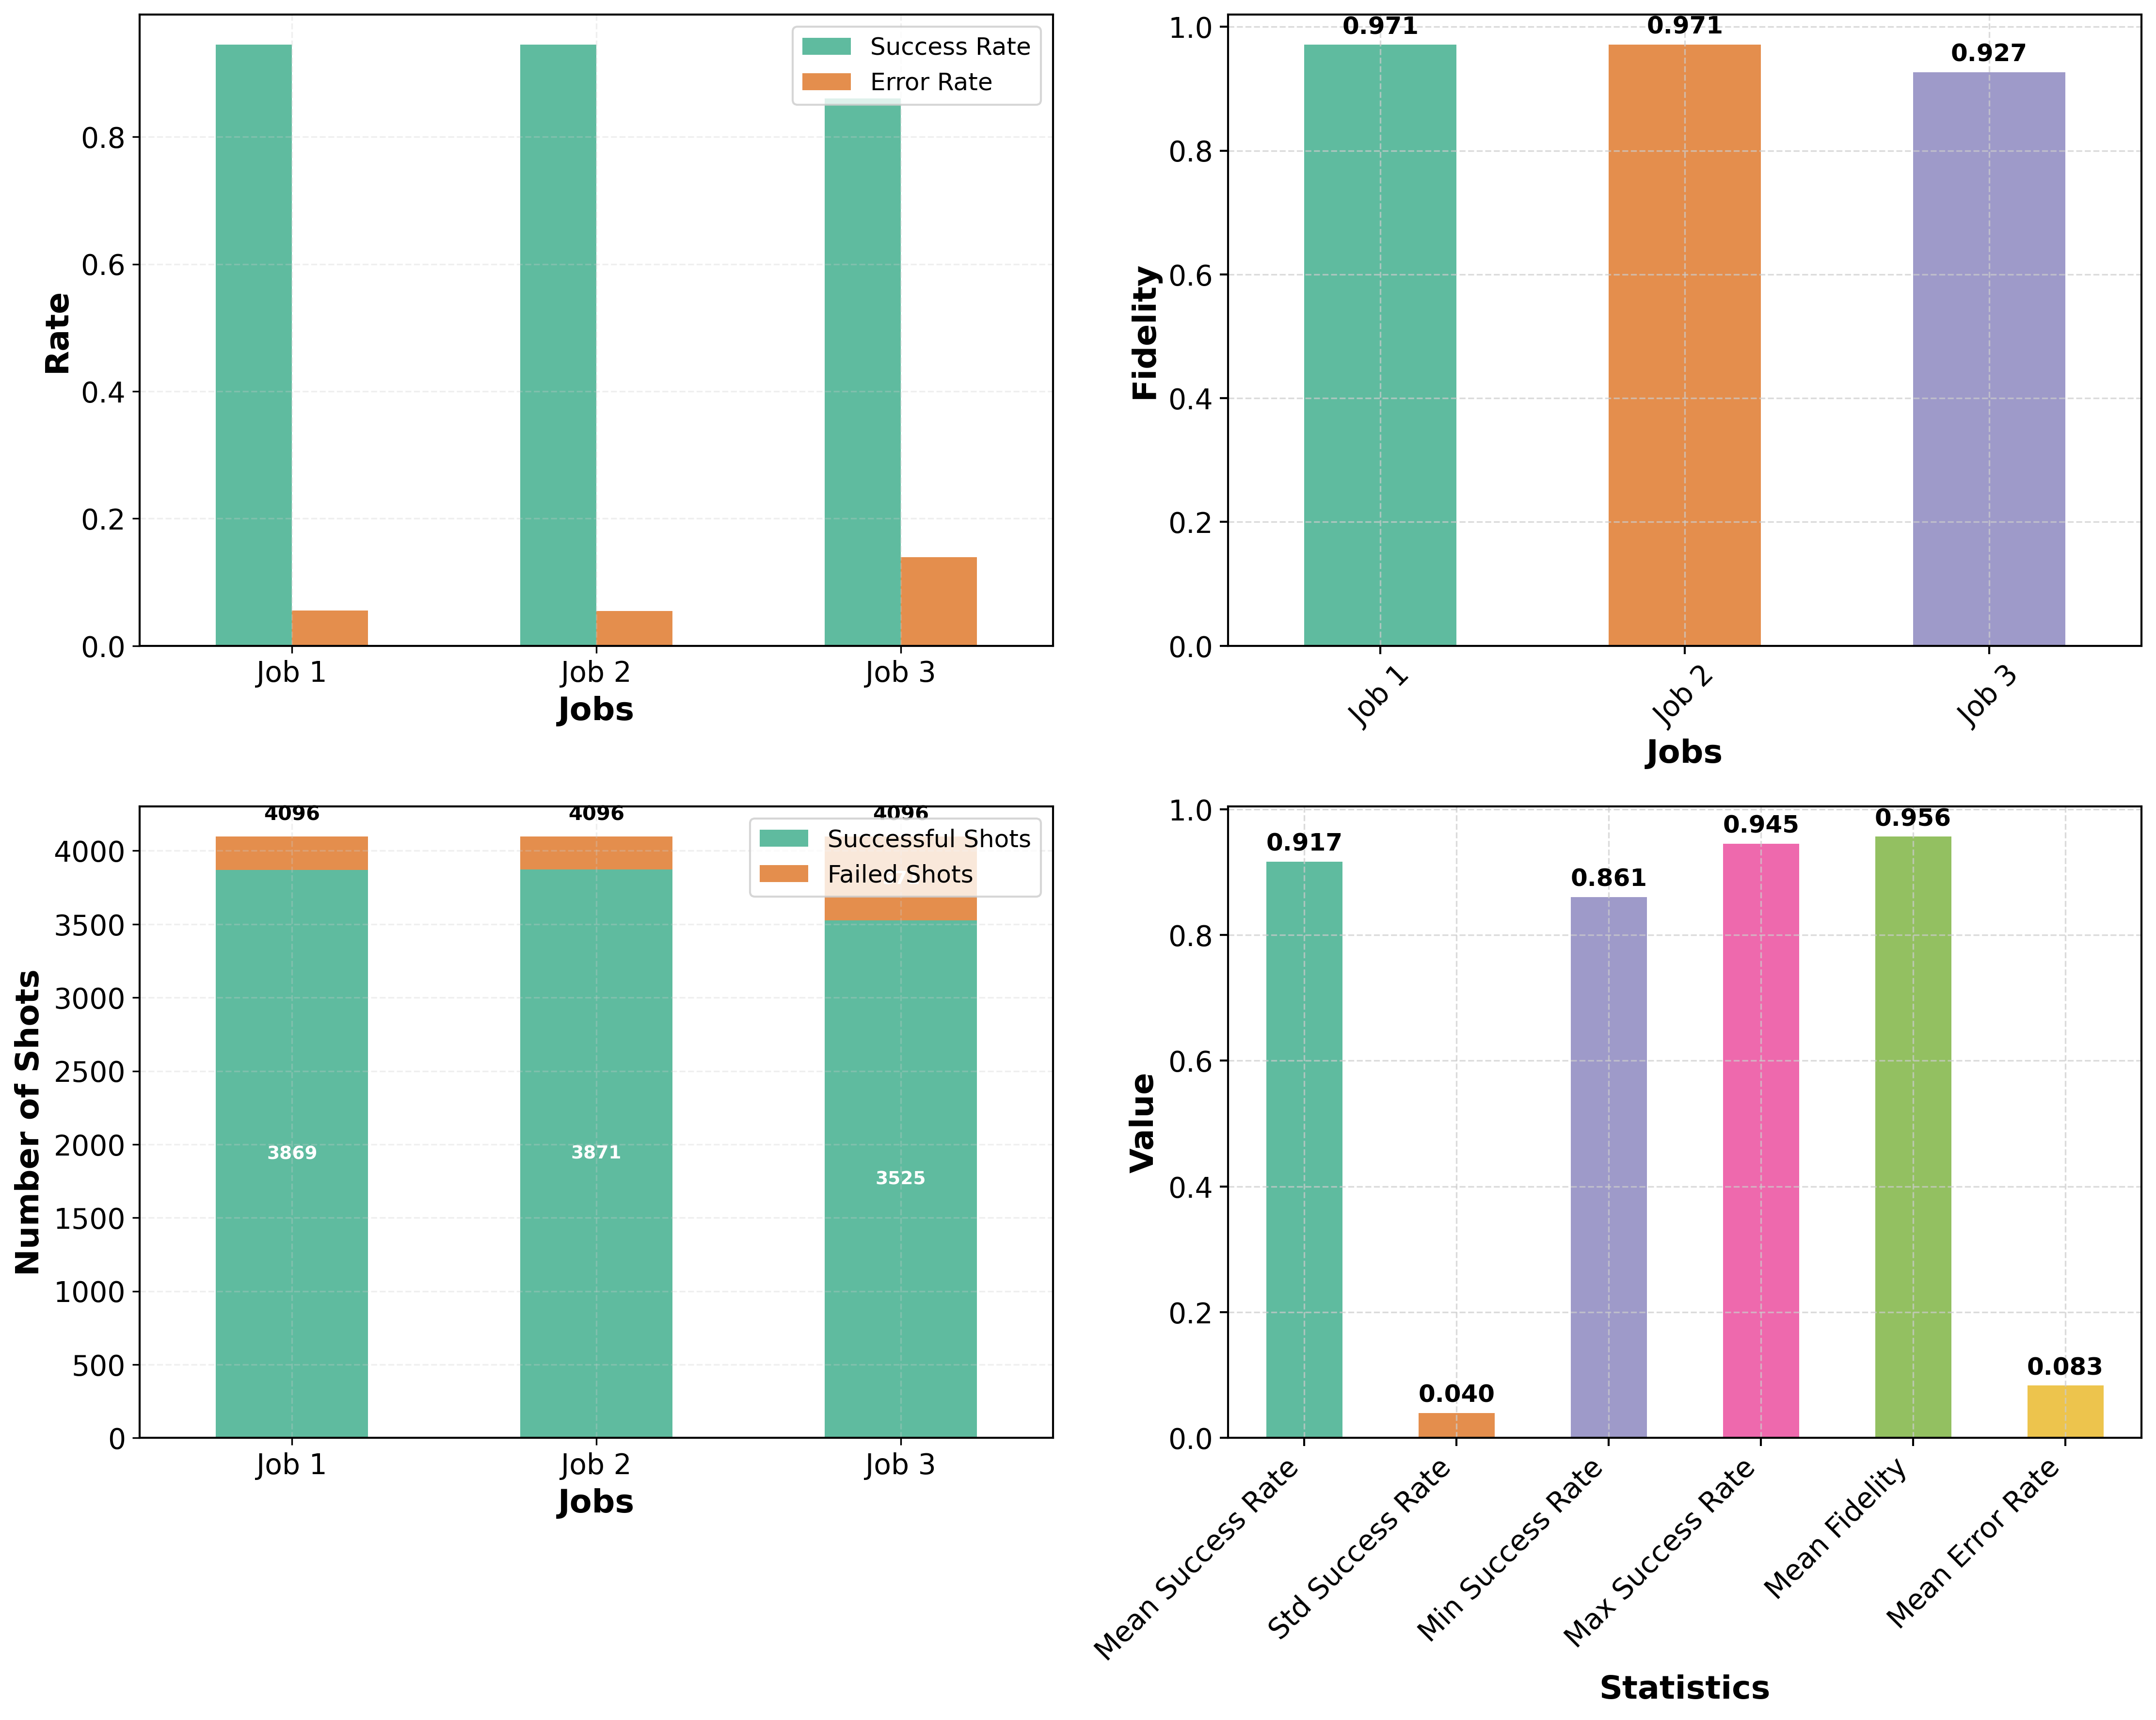 Rate
0.8
0.6
0.4
0.2
0.0
Success Rate
Error Rate
Job 1
Job 2
Job 3
Jobs
Fidelity
1.0
0.8
0.6
0.4
0.2
0.0
0.971
0.971
0.927
Job 1
Job 2
Job 3
Jobs
Number of Shots
4000
3500
3000
2500
2000
1500
1000
500
0
4096
4096
4096
Successful Shots
Failed Shots
3869
3871
3525
Job 1
Job 2
Job 3
Jobs
Value
1.0
0.8
0.6
0.4
0.2
0.0
0.917
0.040
0.861
0.945
0.956
0.083
Mean Success Rate
Std Success Rate
Min Success Rate
Max Success Rate
Mean Fidelity
Mean Error Rate
Statistics